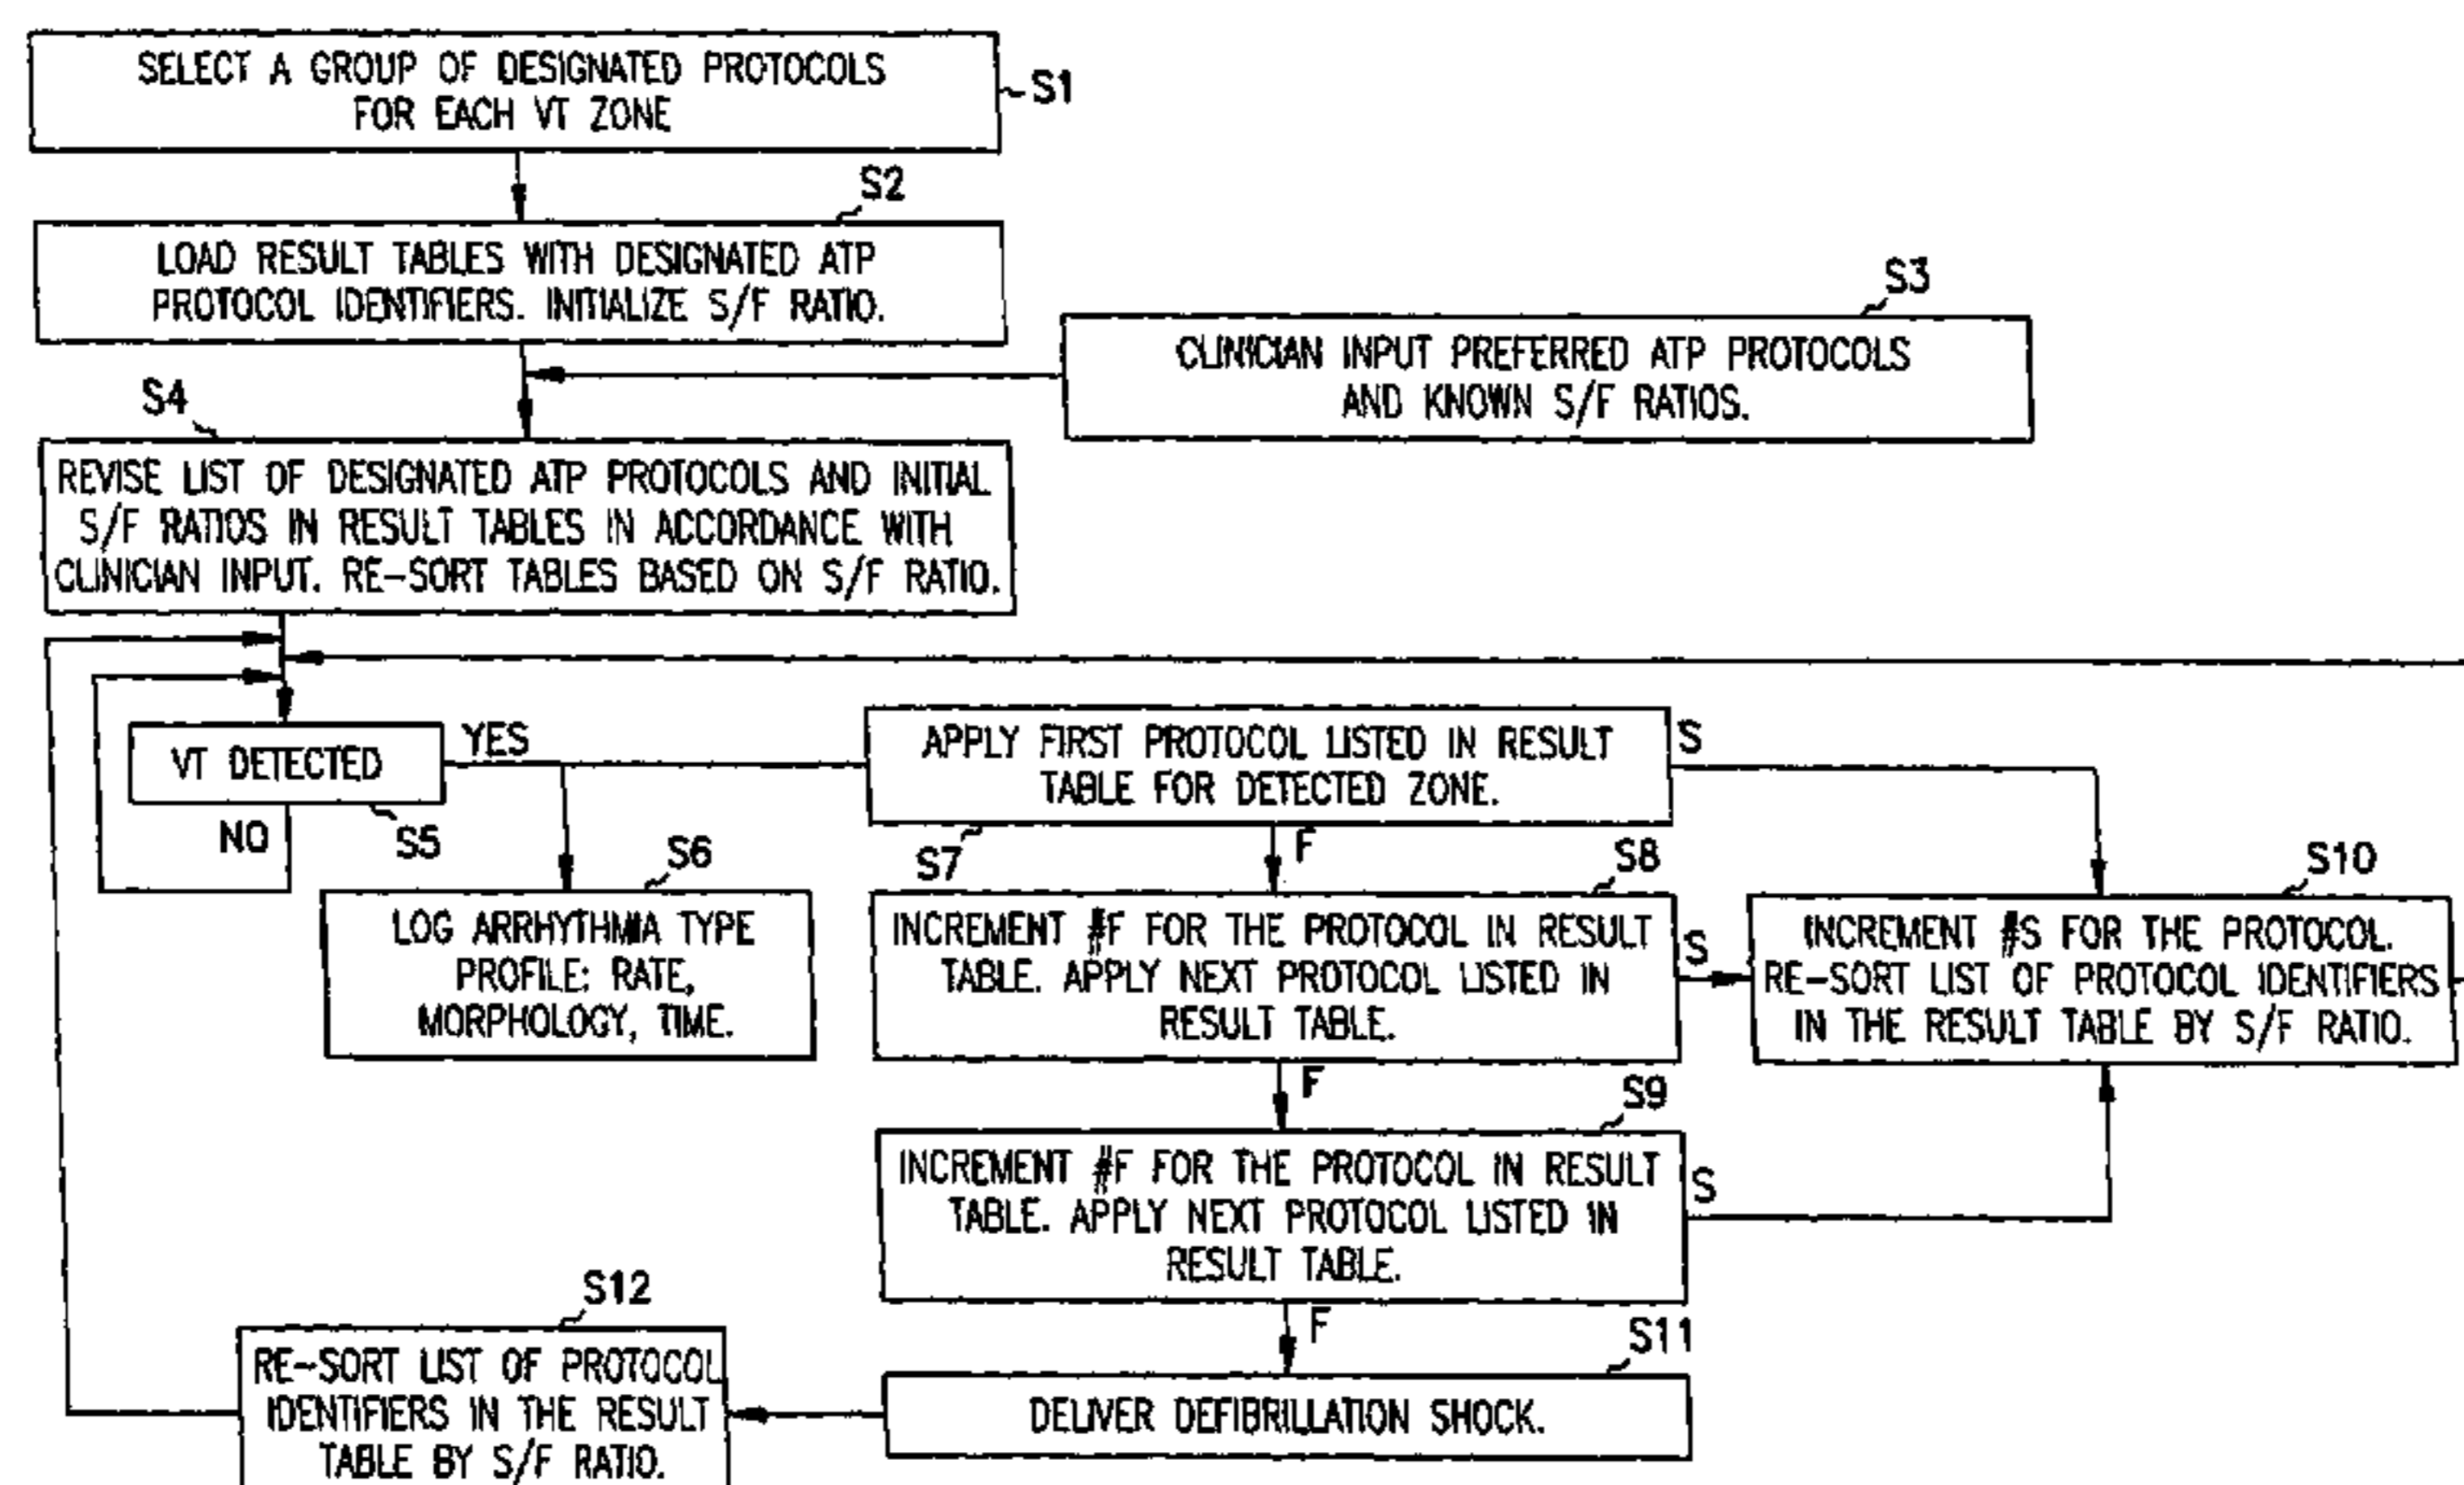 SELECT A GROUP OF DESIGNATED PROTOCOLS
FOR EACH VT ZONE
S1
S2
LOAD RESULT TABLES WITH DESIGNATED ATP
PROTOCOL IDENTIFIERS. INITIALIZE S/F RATIO.
S3
CLINICIAN INPUT PREFERRED ATP PROTOCOLS
AND KNOWN S/F RATIOS.
S4
REVISE LIST OF DESIGNATED ATP PROTOCOLS AND INITIAL
S/F RATIOS IN RESULT TABLES IN ACCORDANCE WITH
CLINICIAN INPUT. RE-SORT TABLES BASED ON S/F RATIO.
VT DETECTED
YES
NO
S5
S6
LOG ARRHYTHMIA TYPE
PROFILE: RATE,
MORPHOLOGY, TIME.
APPLY FIRST PROTOCOL LISTED IN RESULT
TABLE FOR DETECTED ZONE.
S
S7
F
S8
INCREMENT #F FOR THE PROTOCOL IN RESULT
TABLE. APPLY NEXT PROTOCOL LISTED IN
RESULT TABLE.
S
S10
INCREMENT #S FOR THE PROTOCOL.
RE-SORT LIST OF PROTOCOL IDENTIFIERS
IN THE RESULT TABLE BY S/F RATIO.
F
S9
INCREMENT #F FOR THE PROTOCOL IN RESULT
TABLE. APPLY NEXT PROTOCOL LISTED IN
RESULT TABLE.
S
F
S11
DELIVER DEFIBRILLATION SHOCK.
S12
RE-SORT LIST OF PROTOCOL
IDENTIFIERS IN THE RESULT
TABLE BY S/F RATIO.